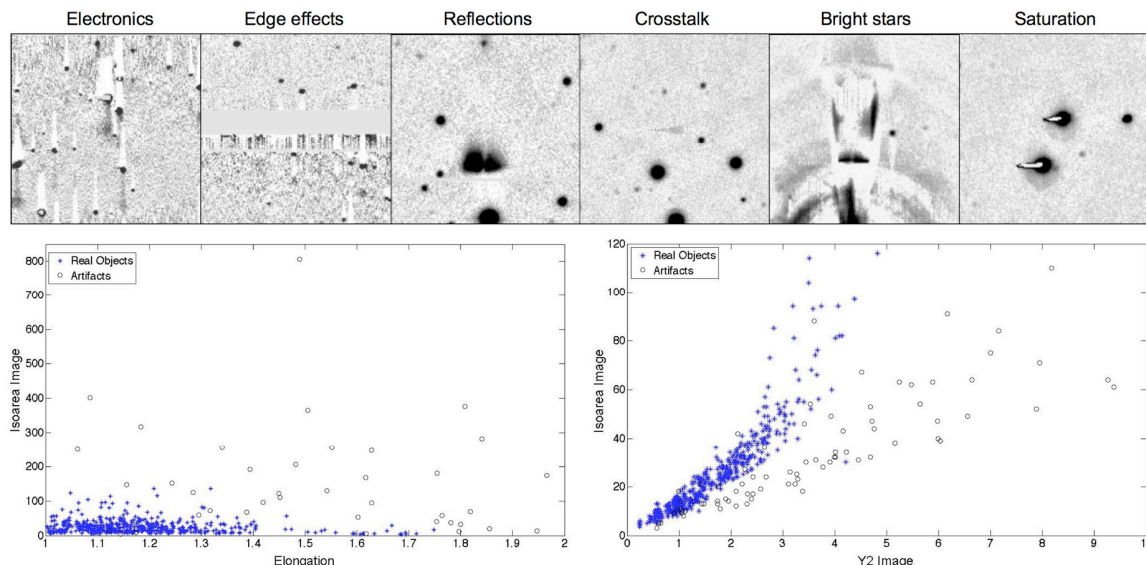 Electronics Edge effects Reflections Crosstalk Bright stars Saturation
Real Objects
Artifacts
Isoarea Image
800
700
600
500
400
300
200
100
0
1 1.1 1.2 1.3 1.4 1.5 1.6 1.7 1.8 1.9 2
Elongation
Real Objects
Artifacts
Isoarea Image
120
100
80
60
40
20
0
0 1 2 3 4 5 6 7 8 9 10
Y2 Image